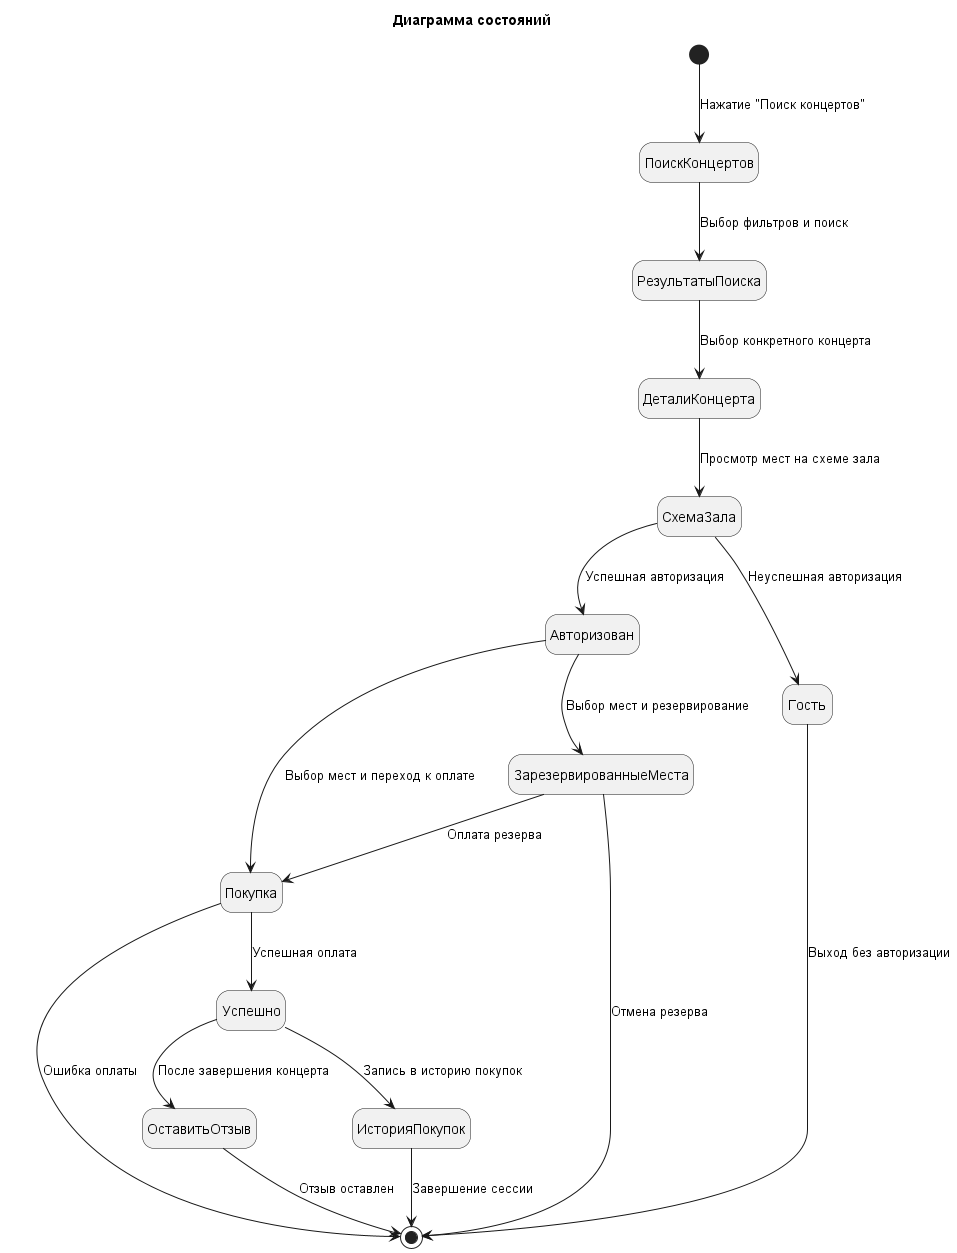 Диаграмма состояний
Нажатие "Поиск концертов"
ПоискКонцертов
Выбор фильтров и поиск
РезультатыПоиска
Выбор конкретного концерта
ДеталиКонцерта
Просмотр мест на схеме зала
СхемаЗала
Успешная авторизация
Неуспешная авторизация
Авторизован
Выбор мест и резервирование
Гость
Выбор мест и переход к оплате
ЗарезервированныеМеста
Оплата резерва
Покупка
Успешная оплата
Выход без авторизации
Успешно
Отмена резерва
Ошибка оплаты
После завершения концерта
Запись в историю покупок
ОставитьОтзыв
ИсторияПокупок
Отзыв оставлен
Завершение сессии